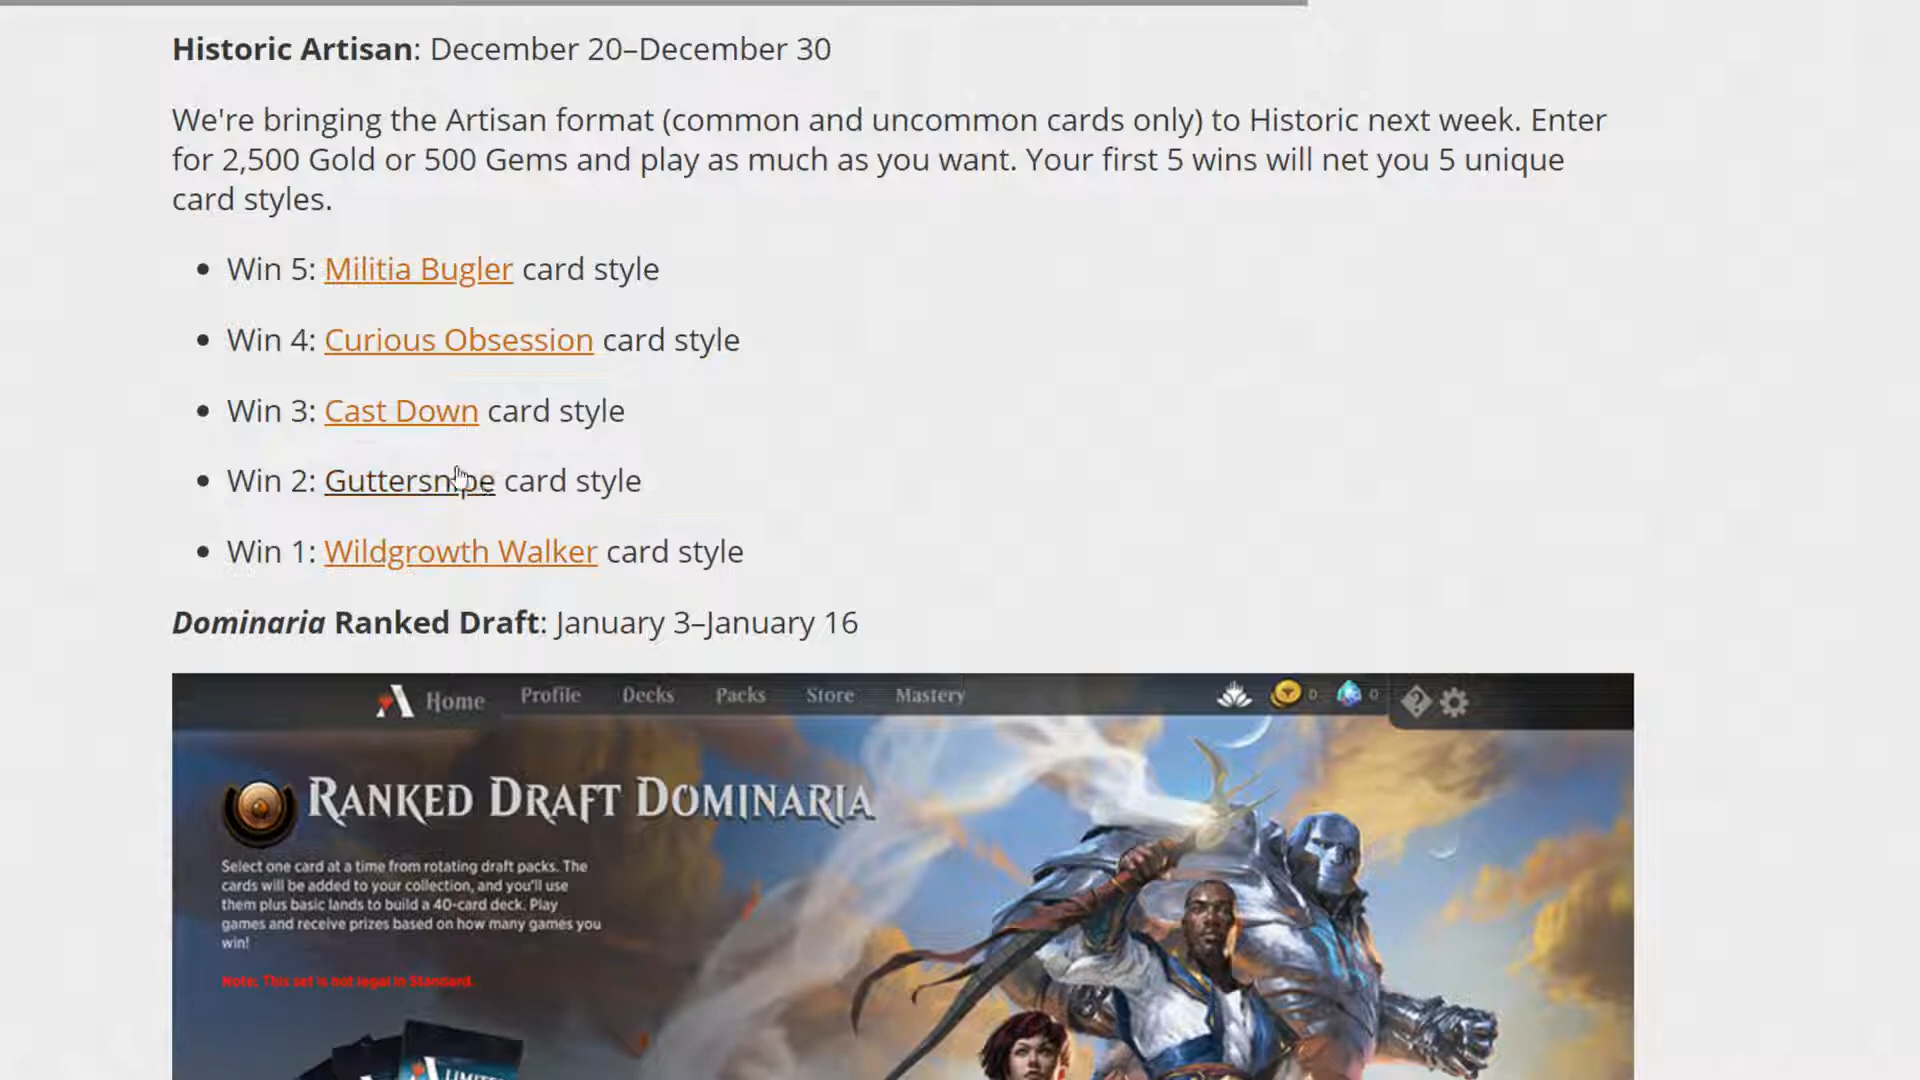 Historic Artisan: December 20–December 30
We're bringing the Artisan format (common and uncommon cards only) to Historic next week. Enter
for 2,500 Gold or 500 Gems and play as much as you want. Your first 5 wins will net you 5 unique
card styles.
• Win 5: Militia Bugler card style
• Win 4: Curious Obsession card style
• Win 3: Cast Down card style
• Win 2: Guttersnipe card style
• Win 1: Wildgrowth Walker card style
Dominaria Ranked Draft: January 3–January 16
Home Profile Decks Packs Store Mastery 0 0
Ranked Draft Dominaria
Select one card at a time from rotating draft packs. The
cards will be added to your collection, and you'll use
them plus basic lands to build a 40-card deck. Play
games and receive prizes based on how many games you
win!
Note: This set is not legal in Standard.